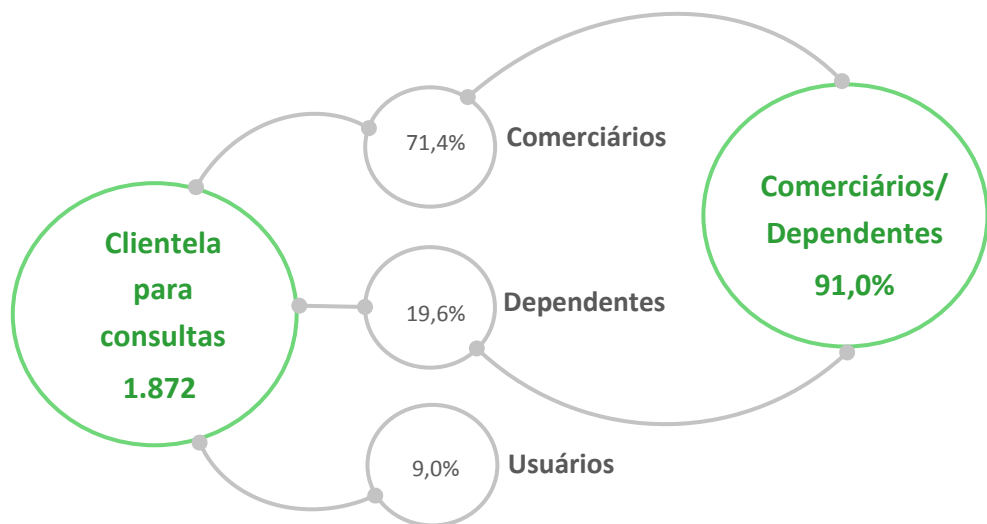 Clientela
para
consultas
1.872
71,4%
Comerciários
19,6%
Dependentes
9,0%
Usuários
Comerciários/
Dependentes
91,0%